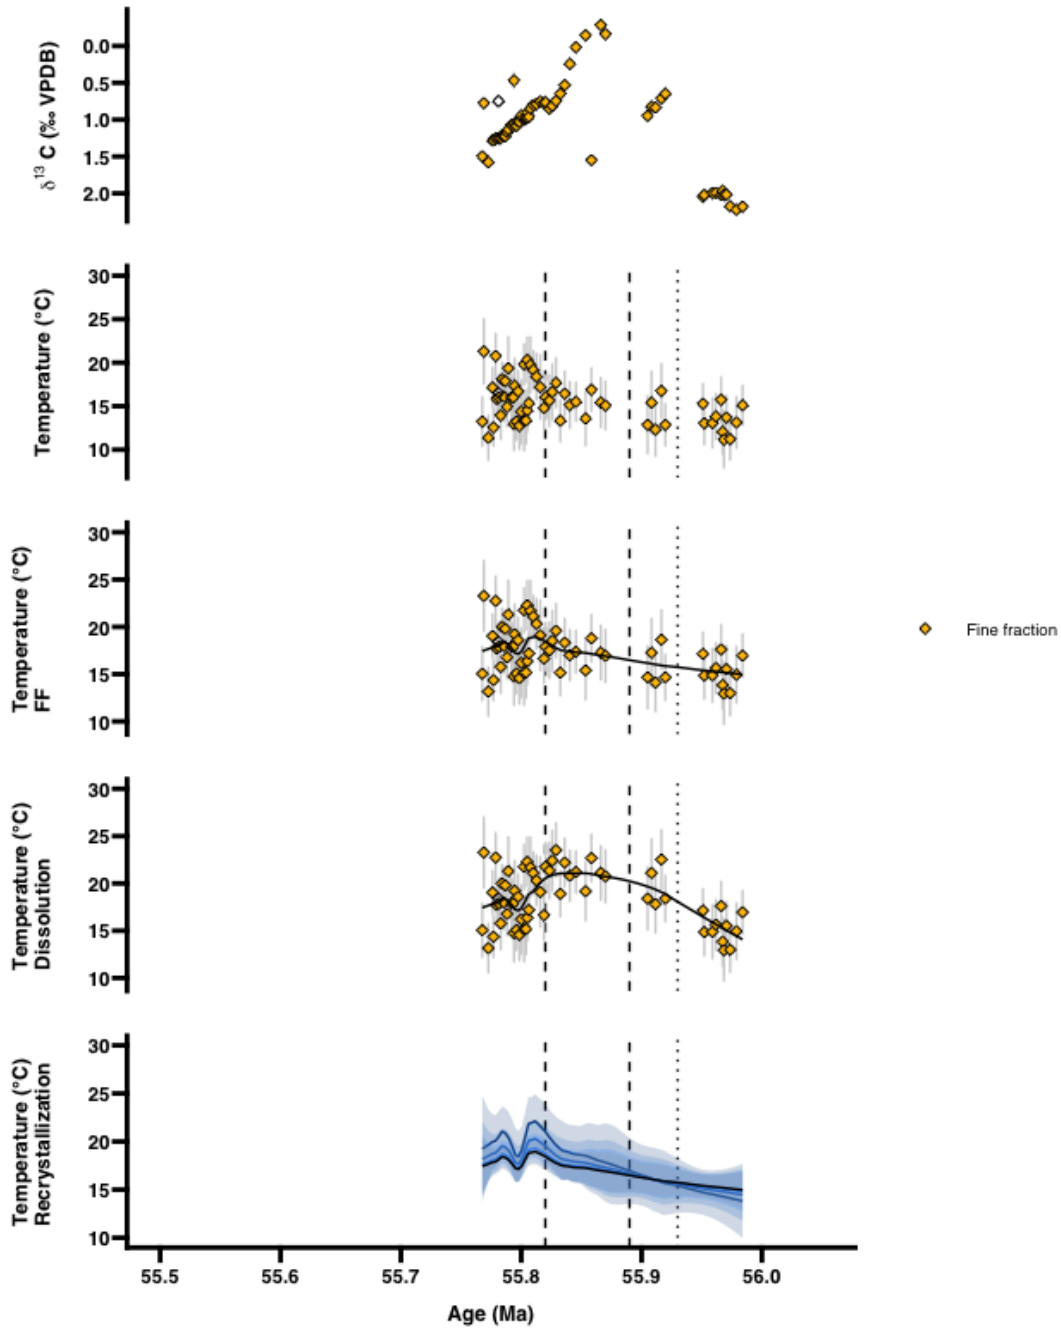 0.0
0.5
1.0
1.5
2.0
δ¹³ C (‰ VPDB)
30
25
20
15
10
Temperature (°C)
30
25
20
15
10
Temperature (°C)
FF
Fine fraction
30
25
20
15
10
Temperature (°C)
Dissolution
30
25
20
15
10
Temperature (°C)
Recrystallization
55.5 55.6 55.7 55.8 55.9 56.0
Age (Ma)